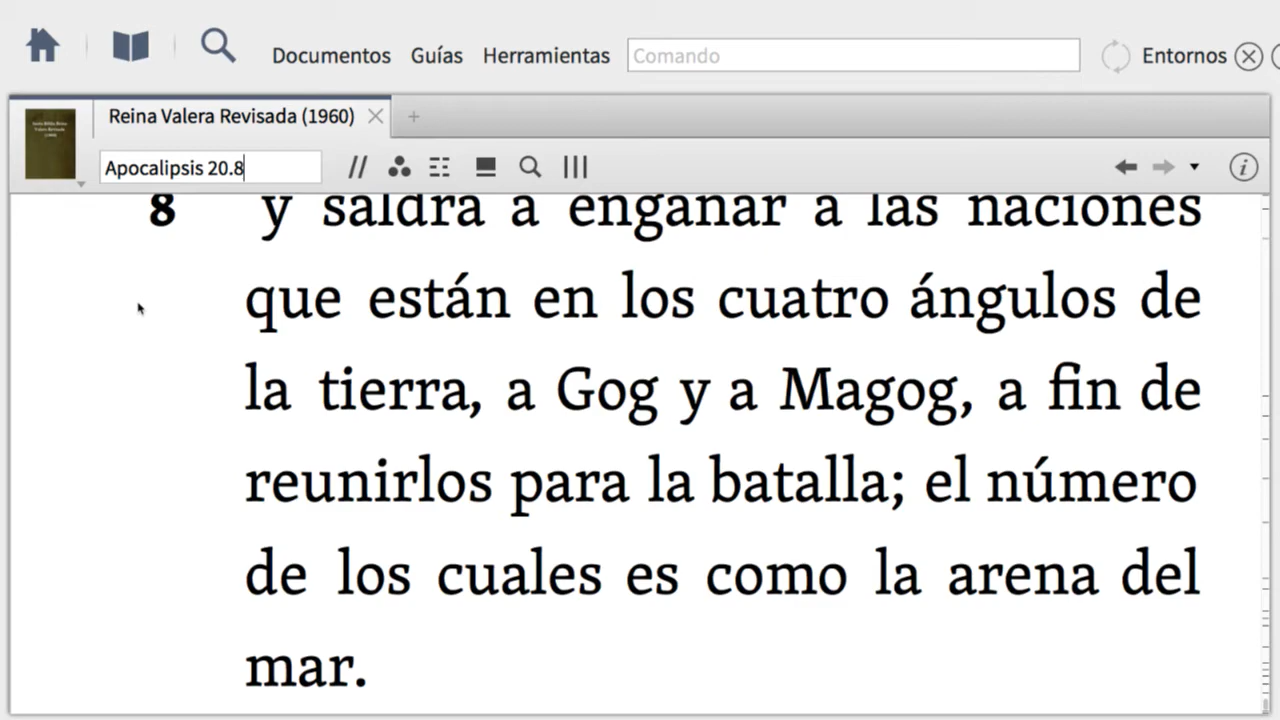 Documentos Guías Herramientas Comando Entornos
Reina Valera Revisada (1960)
Apocalipsis 20.8
8 y saldrá a engañar a las naciones
que están en los cuatro ángulos de
la tierra, a Gog y a Magog, a fin de
reunirlos para la batalla; el número
de los cuales es como la arena del
mar.